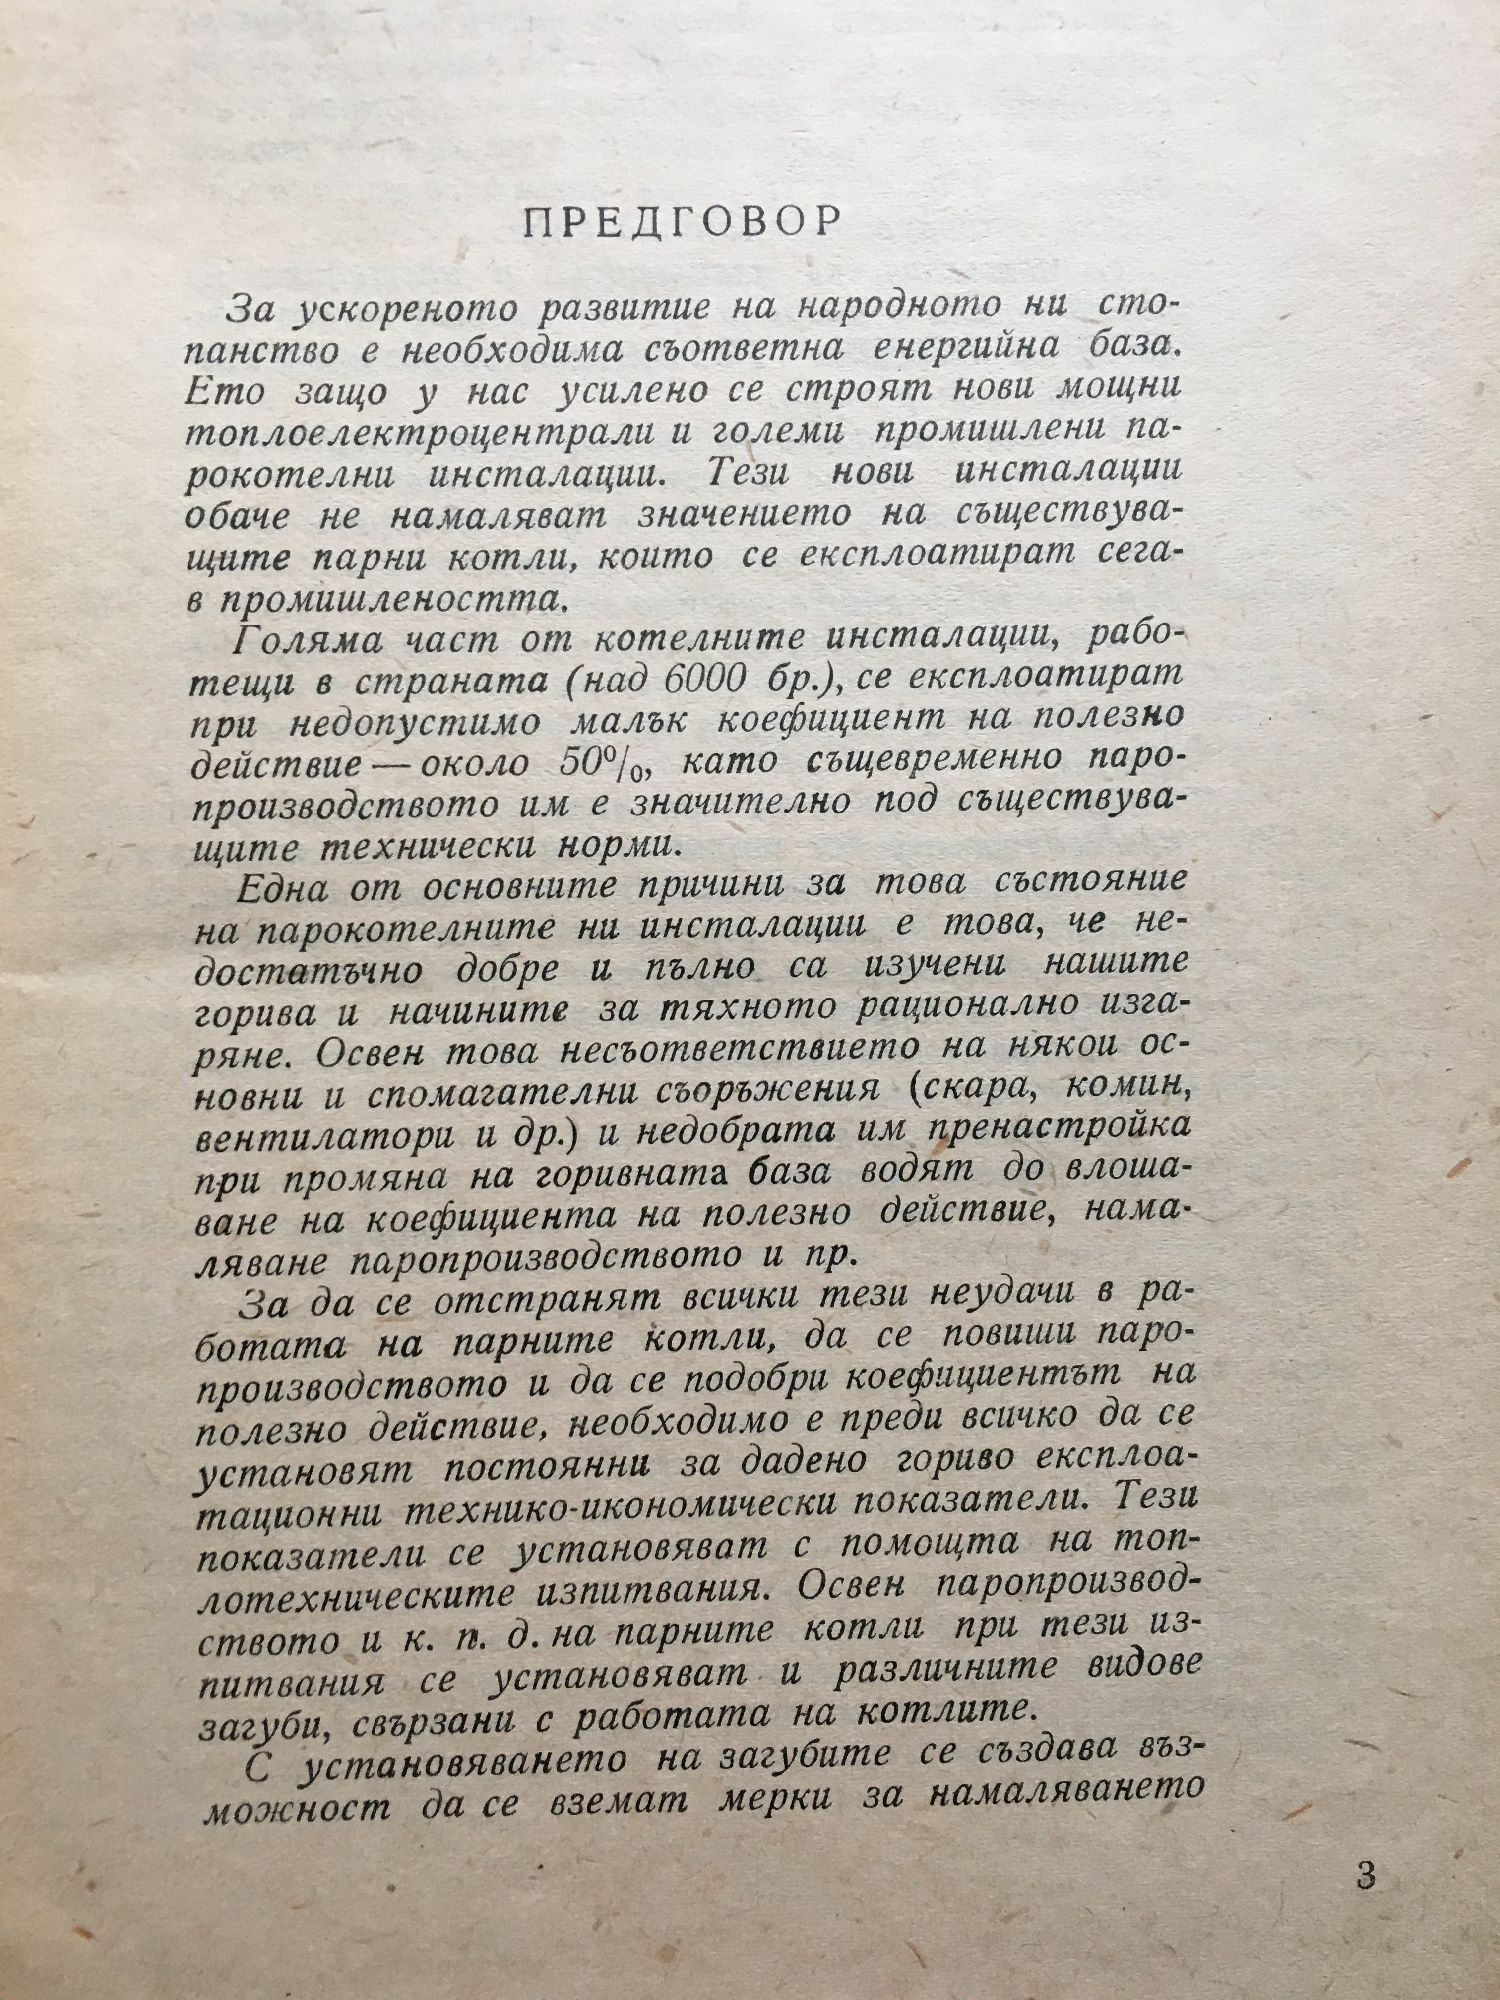 ПРЕДГОВОР
За ускореното развитие на народното ни сто-
панство е необходима съответна енергийна база.
Ето защо у нас усилено се строят нови мощни
топлоелектроцентрали и големи промишлени па-
рокотелни инсталации. Тези нови инсталации
обаче не намаляват значението на съществува-
щите парни котли, които се експлоатират сега-
в промишлеността.
Голяма част от котелните инсталации, рабо-
тещи в страната (над 6000 бр.), се експлоатират
при недопустимо малък коефициент на полезно
действие — около 50%, като същевременно паро-
производството им е значително под съществува-
щите технически норми.
Една от основните причини за това състояние
на парокотелните ни инсталации е това, че не-
достатъчно добре и пълно са изучени нашите
горива и начините за тяхното рационално изга-
ряне. Освен това несъответствието на някои ос-
новни и спомагателни съоръжения (скара, комин,
вентилатори и др.) и недобрата им пренастройка
при промяна на горивната база водят до влоша-
ване на коефициента на полезно действие, нама-
ляване паропроизводството и пр.
За да се отстранят всички тези неудачи в ра-
ботата на парните котли, да се повиши паро-
производството и да се подобри коефициентът на
полезно действие, необходимо е преди всичко да се
установят постоянни за дадено гориво експлоа-
тационни технико-икономически показатели. Тези
показатели се установяват с помощта на топ-
лотехническите изпитвания. Освен паропроизвод-
ството и к. п. д. на парните котли при тези из-
питвания се установяват и различните видове
загуби, свързани с работата на котлите.
С установяването на загубите се създава въз-
можност да се вземат мерки за намаляването
3